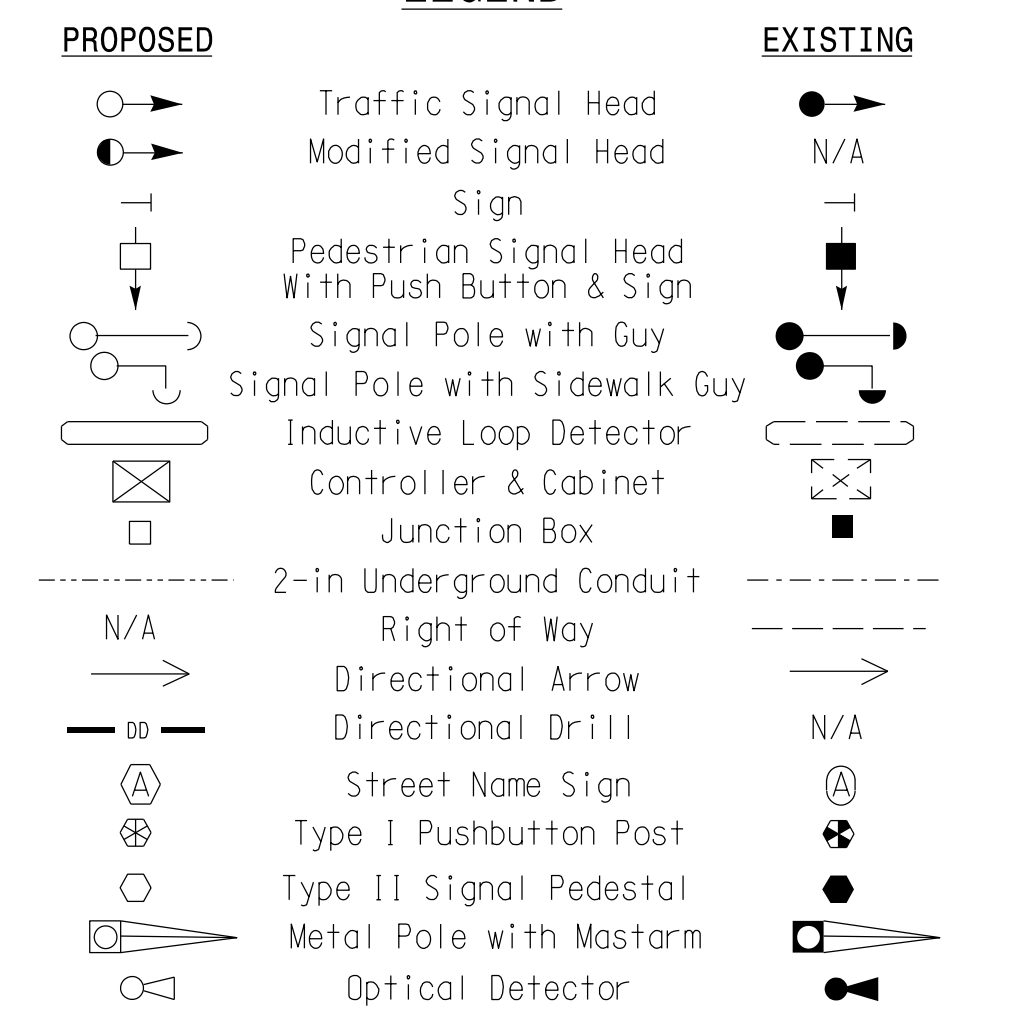 LEGEND
PROPOSED EXISTING
Traffic Signal Head
Modified Signal Head N/A
Sign
Pedestrian Signal Head
With Push Button & Sign
Signal Pole with Guy
Signal Pole with Sidewalk Guy
Inductive Loop Detector
Controller & Cabinet
Junction Box
2-in Underground Conduit
N/A Right of Way
Directional Arrow
DD Directional Drill N/A
A Street Name Sign A
Type I Pushbutton Post
Type II Signal Pedestal
Metal Pole with Mastarm
Optical Detector